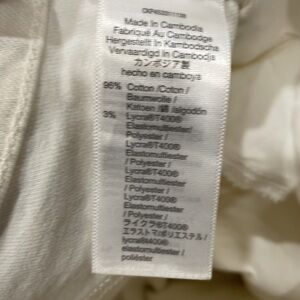 Made In Cambodia
Fabriqué Au Cambodge
Hergestellt In Kambodscha
Vervaardigd In Cambodja
カンボジア製
hecho en camboya
Cotton /Coton /
Baumwolle /
Katoen /綿 /algodón
3% Lycra®T400®
Elastomultiester/
Polyester /
Lycra®T400®
Elastomultiester
/ Polyester /
Lycra®T400®
Elastomultiester
/ Polyester /
Lycra®T400®
Elastomultiester
/ Polyester /
ライクラ®T400®
エラストマ/ポリエステル /
lycra®t400®
elastomultiester /
poliéster